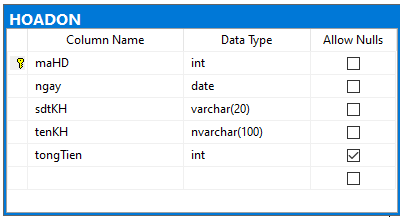 HOADON
Column Name Data Type Allow Nulls
maHD int
ngay date
sdtKH varchar(20)
tenKH nvarchar(100)
tongTien int